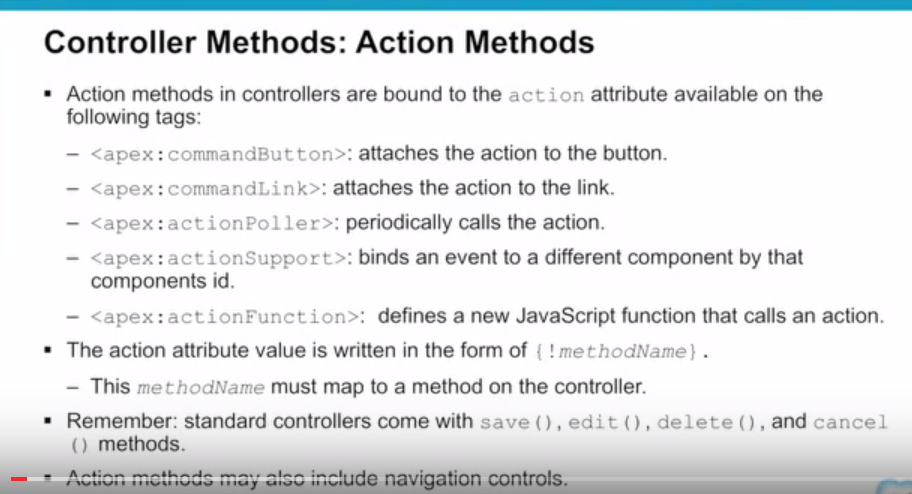 Controller Methods: Action Methods
▪ Action methods in controllers are bound to the action attribute available on the
following tags:
– <apex:commandButton>: attaches the action to the button.
– <apex:commandLink>: attaches the action to the link.
– <apex:actionPoller>: periodically calls the action.
– <apex:actionSupport>: binds an event to a different component by that
components id.
– <apex:actionFunction>: defines a new JavaScript function that calls an action.
▪ The action attribute value is written in the form of {!methodName}.
– This methodName must map to a method on the controller.
▪ Remember: standard controllers come with save(), edit(), delete(), and cancel
() methods.
▪ Action methods may also include navigation controls.